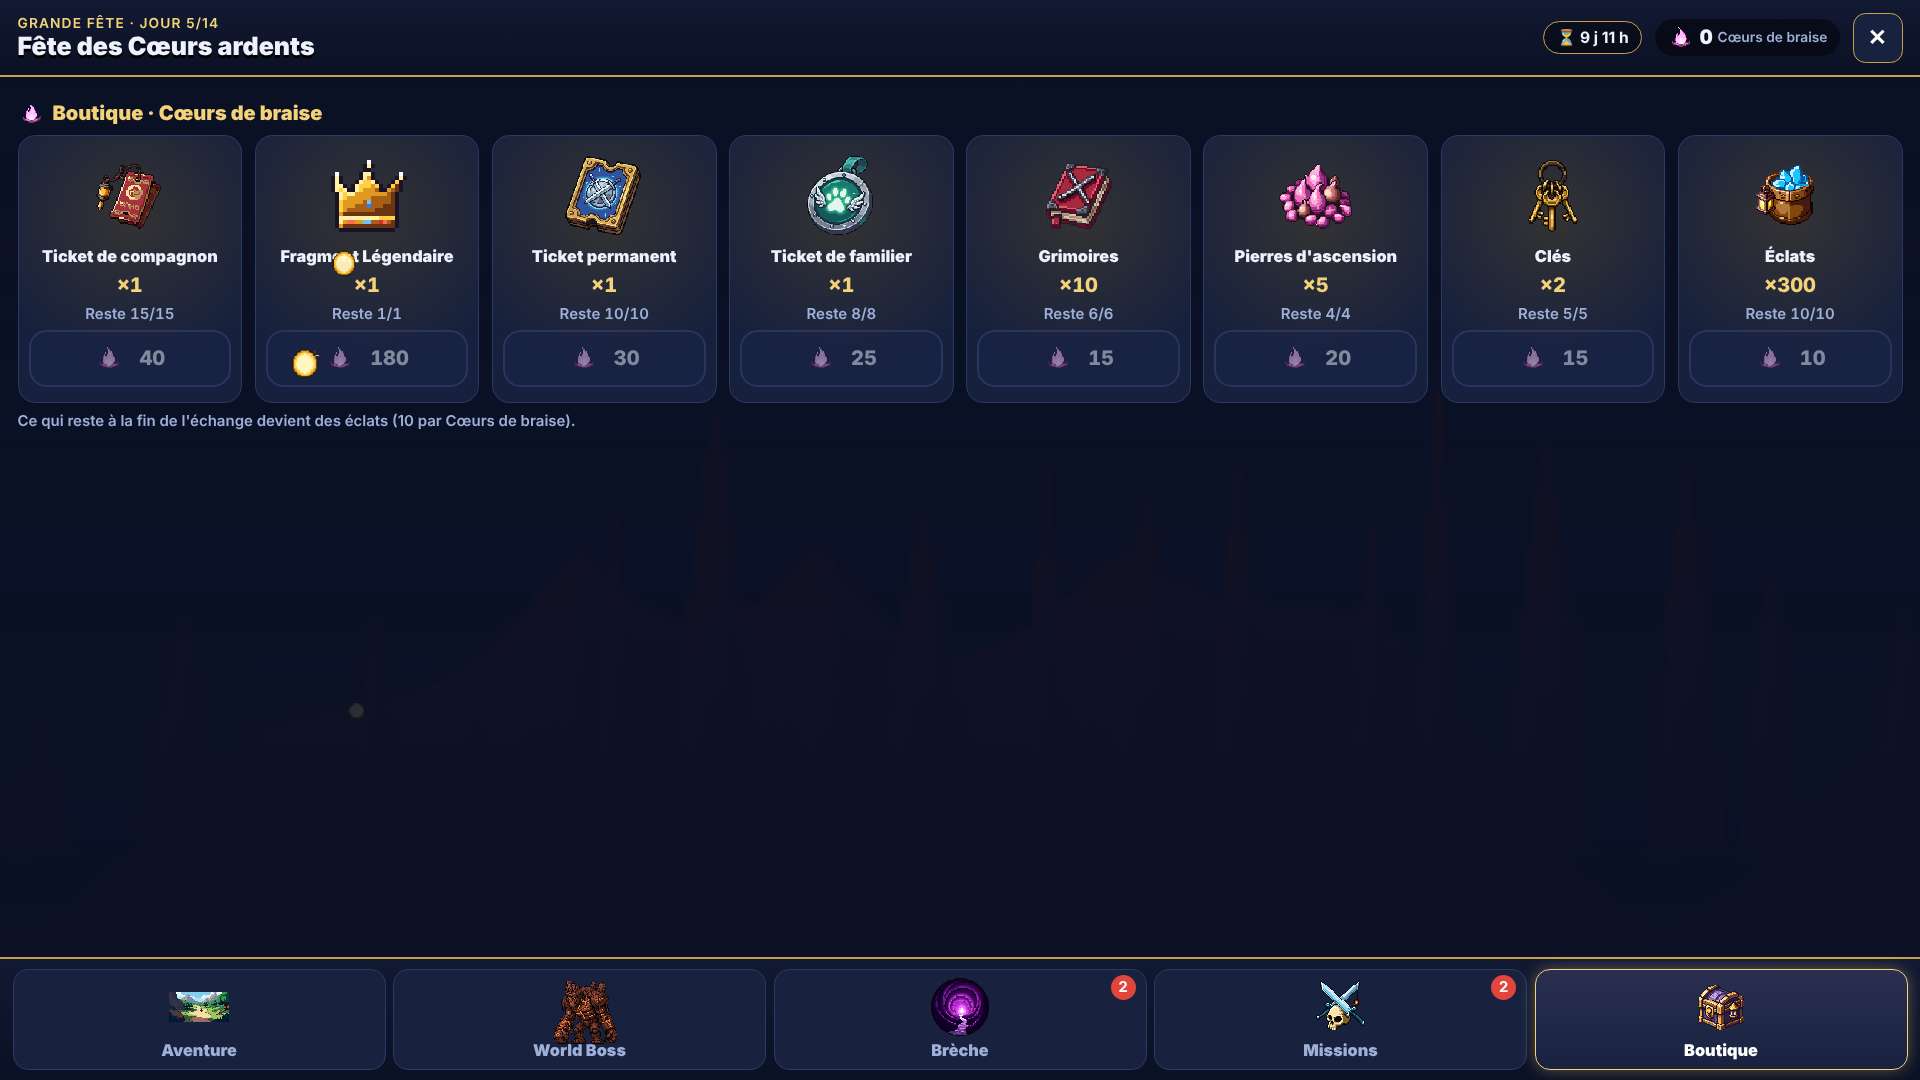 GRANDE FÊTE · JOUR 5/14
Fête des Cœurs ardents
9 j 11 h
0 Cœurs de braise
Boutique · Cœurs de braise
Ticket de compagnon
×1
Reste 15/15
40
Fragment Légendaire
×1
Reste 1/1
180
Ticket permanent
×1
Reste 10/10
30
Ticket de familier
×1
Reste 8/8
25
Grimoires
×10
Reste 6/6
15
Pierres d'ascension
×5
Reste 4/4
20
Clés
×2
Reste 5/5
15
Éclats
×300
Reste 10/10
10
Ce qui reste à la fin de l'échange devient des éclats (10 par Cœurs de braise).
Aventure
World Boss
2
Brèche
2
Missions
Boutique